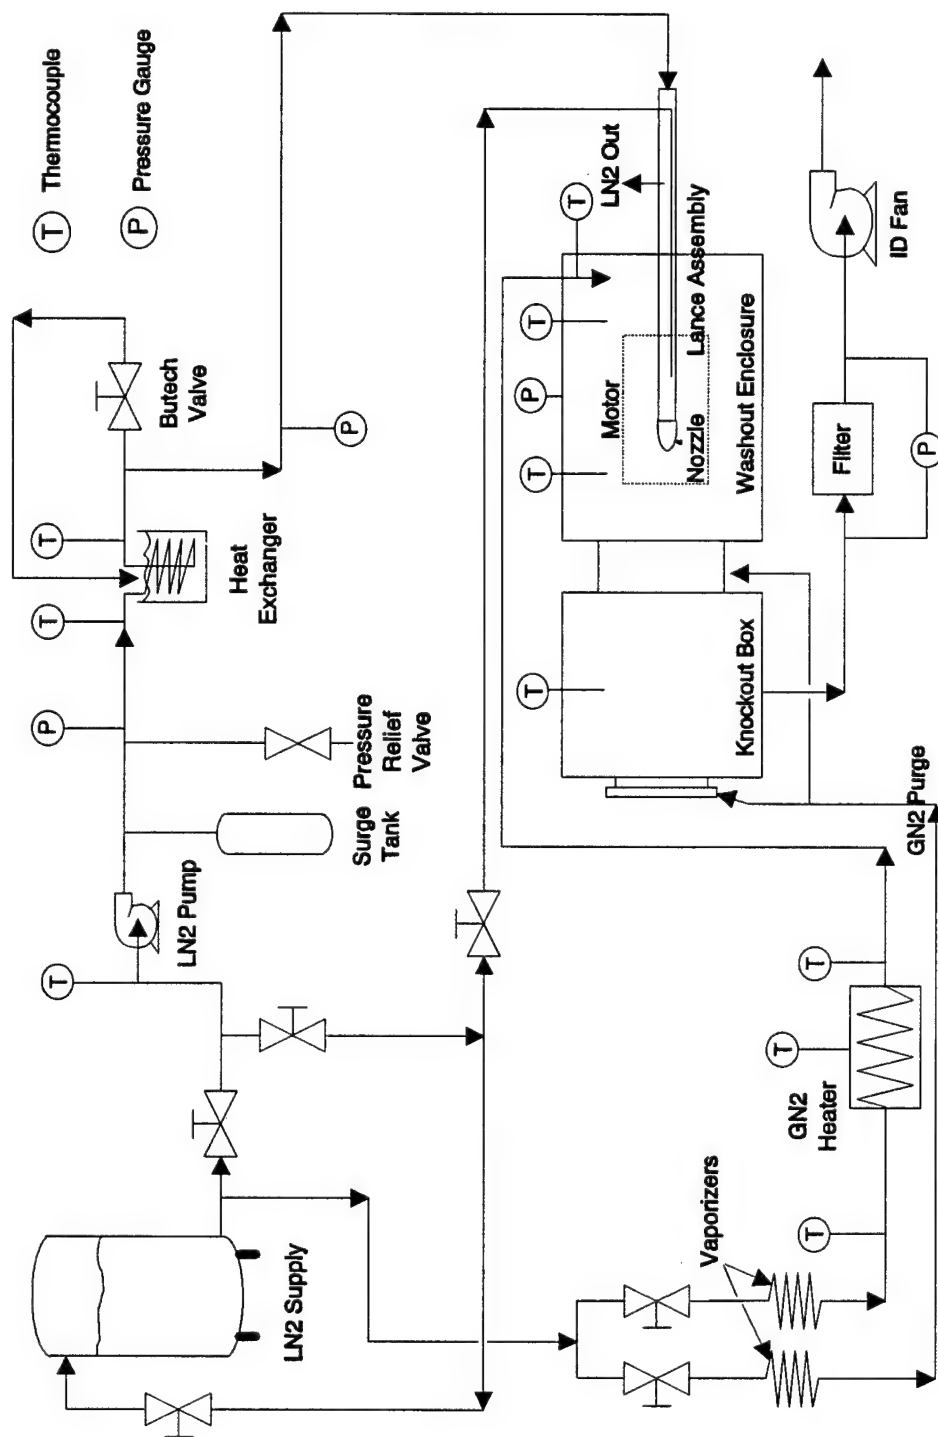 T Thermocouple
P Pressure Gauge
Butech
Valve
P
T
T
Heat
Exchanger
P
Pressure
Relief
Valve
Surge
Tank
LN2 Pump
T
LN2 Supply
LN2 Out
T
T
P
T
Motor
Nozzle
Lance Assembly
Washout Enclosure
T
Knockout Box
ID Fan
Filter
P
GN2 Purge
T
T
T
GN2
Heater
Vaporizers